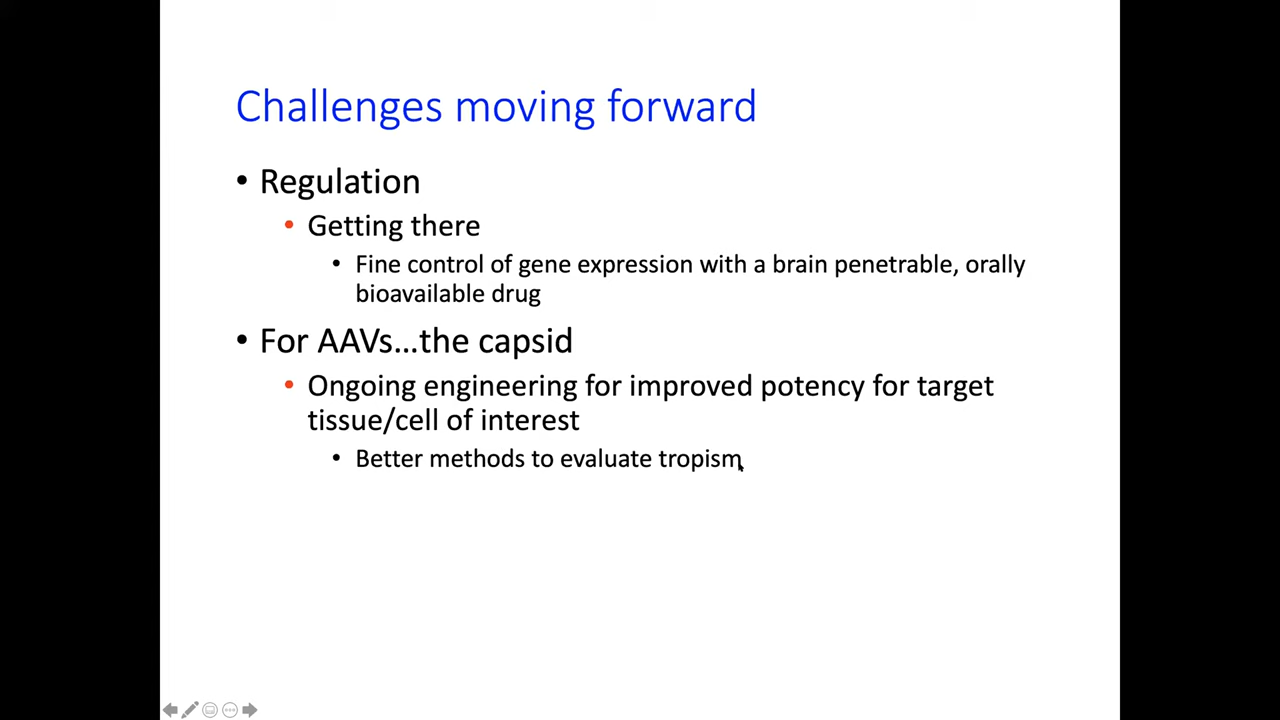 Challenges moving forward
• Regulation
• Getting there
• Fine control of gene expression with a brain penetrable, orally
bioavailable drug
• For AAVs...the capsid
• Ongoing engineering for improved potency for target
tissue/cell of interest
• Better methods to evaluate tropism